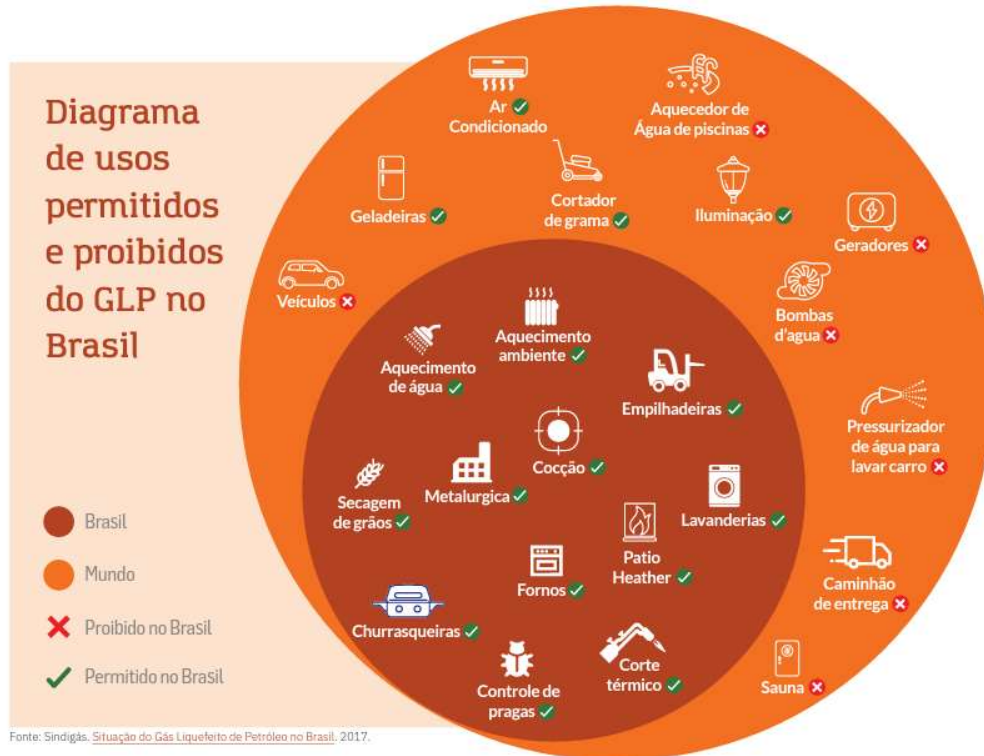 Diagrama
de usos
permitidos
e proibidos
do GLP no
Brasil
Brasil
Mundo
Proibido no Brasil
Permitido no Brasil
Ar
Condicionado
Aquecedor de
Água de piscinas
Geladeiras
Cortador
de grama
Iluminação
Geradores
Veículos
Bombas
d'agua
Pressurizador
de água para
lavar carro
Caminhão
de entrega
Sauna
Aquecimento
ambiente
Aquecimento
de água
Empilhadeiras
Cocção
Metalurgica
Secagem
de grãos
Lavanderias
Patio
Heather
Fornos
Churrasqueiras
Corte
térmico
Controle de
pragas
Fonte: Sindigás. Situação do Gás Liquefeito de Petróleo no Brasil, 2017.